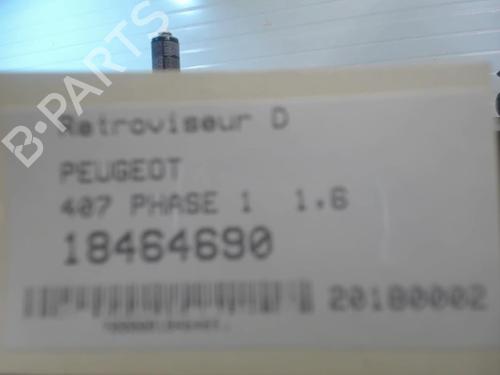 B-PARTS
Retroviseur D
PEUGEOT
407 PHASE 1 1.6
18464690
20180002